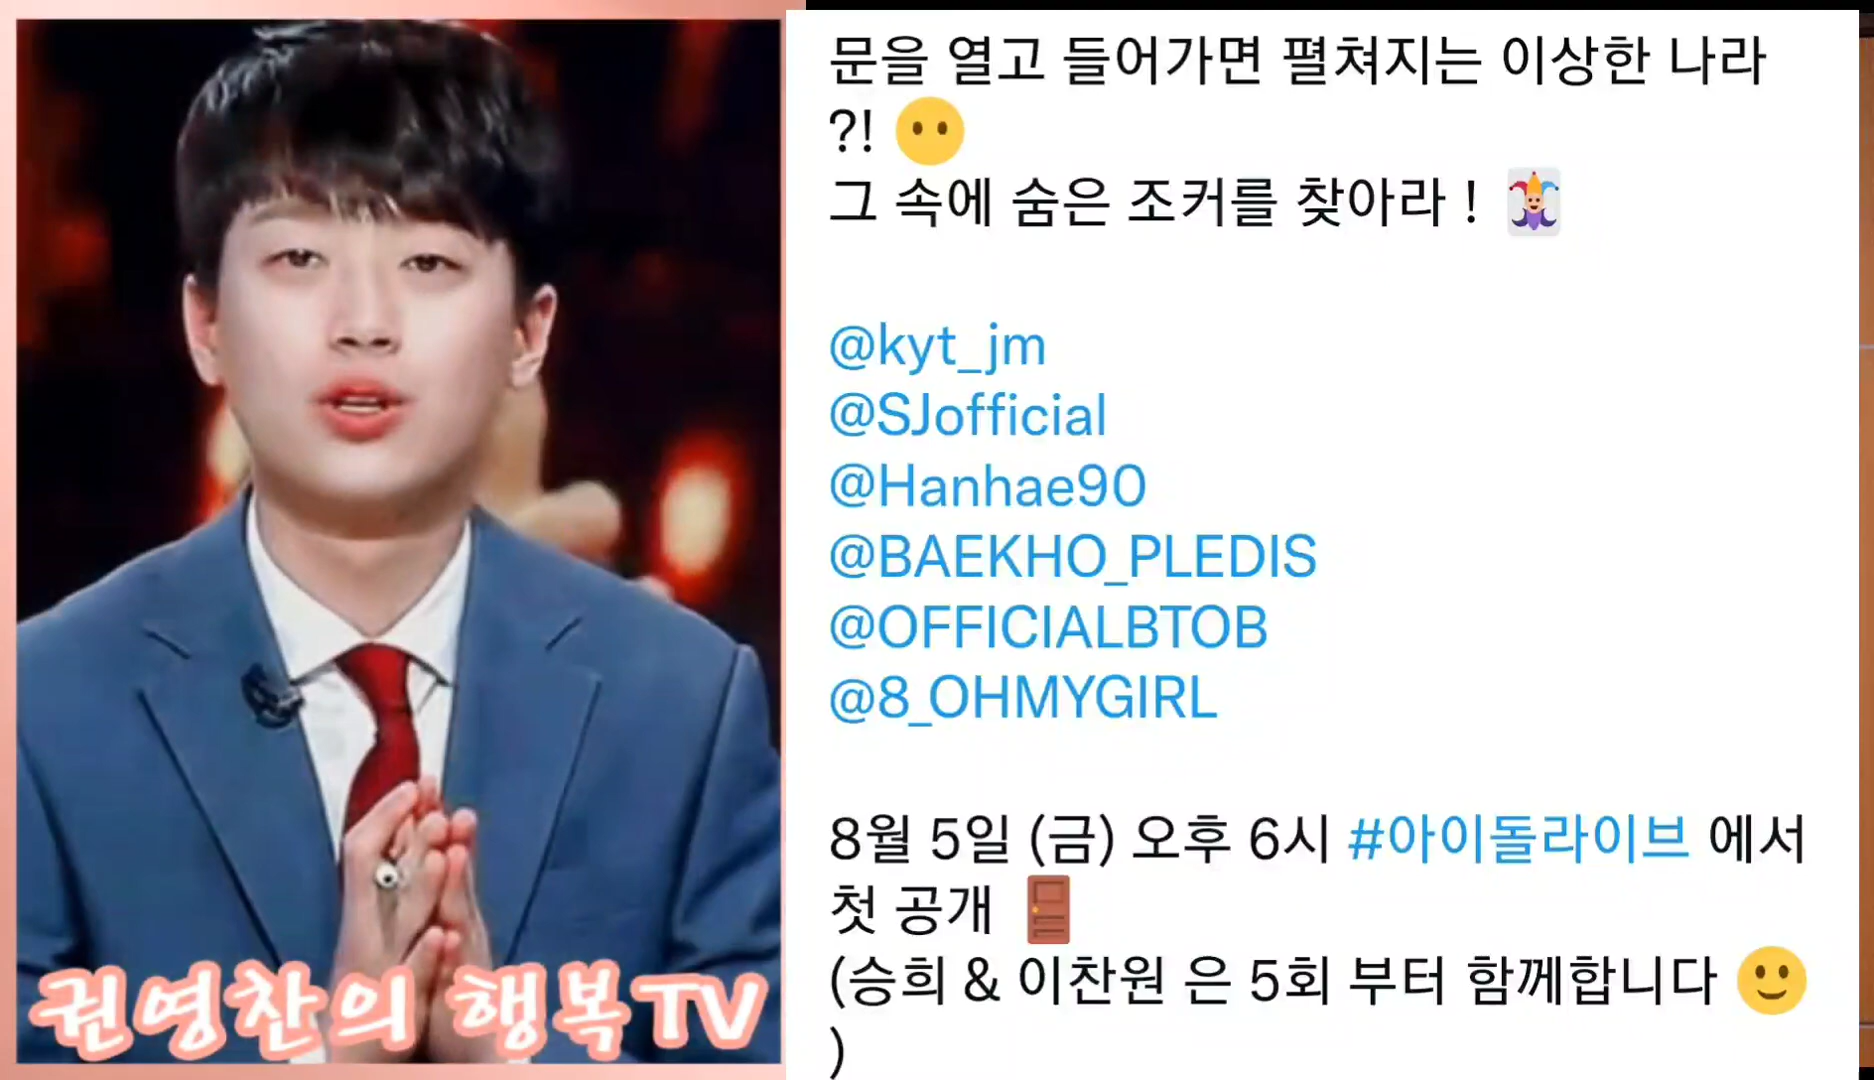 문을 열고 들어가면 펼쳐지는 이상한 나라
?! 😶
그 속에 숨은 조커를 찾아라 ! 🃏
@kyt_jm
@SJofficial
@Hanhae90
@BAEKHO_PLEDIS
@OFFICIALBTOB
@8_OHMYGIRL
8월 5일 (금) 오후 6시 #아이돌라이브 에서
첫 공개 🚪
(승희 & 이찬원 은 5회 부터 함께합니다 🙂
)
권영찬의 행복TV